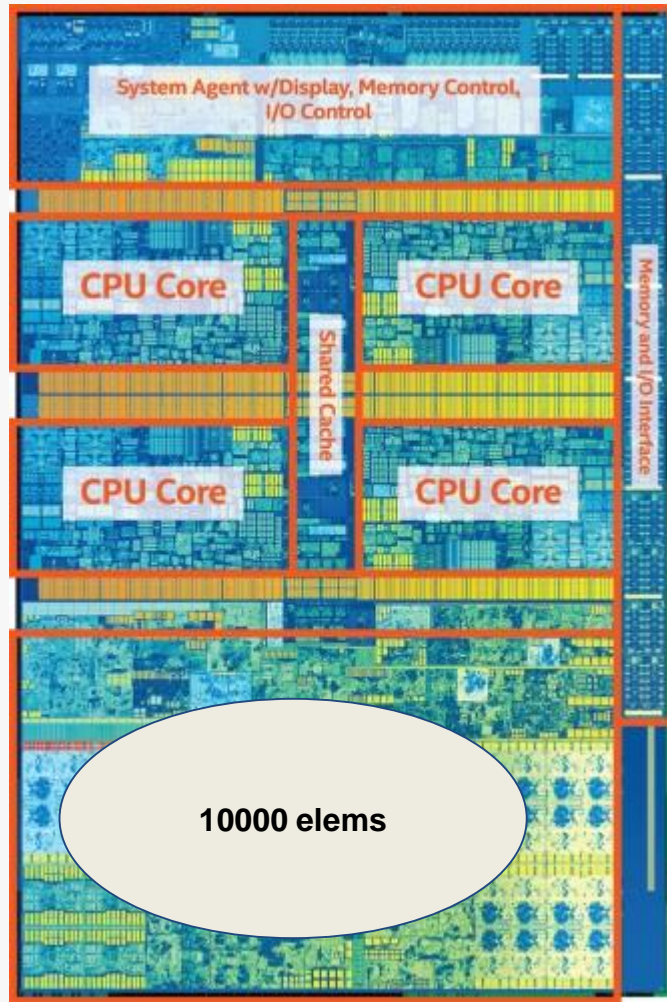 System Agent w/Display, Memory Control,
I/O Control
CPU Core
CPU Core
Shared Cache
Memory and I/O Interface
CPU Core
CPU Core
10000 elems